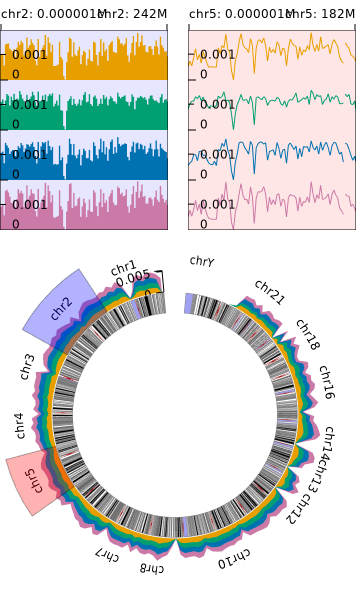 chr2: 0.000001M
chr2: 242M
chr5: 0.000001M
chr5: 182M
0.001
0
0.001
0
0.001
0
0.001
0
0.001
0
0.001
0
0.001
0
0.001
0
chr1
0.005
0
chrY
chr2
chr21
chr18
chr3
chr16
chr4
chr14
chr5
chr13
chr12
chr7
chr8
chr10